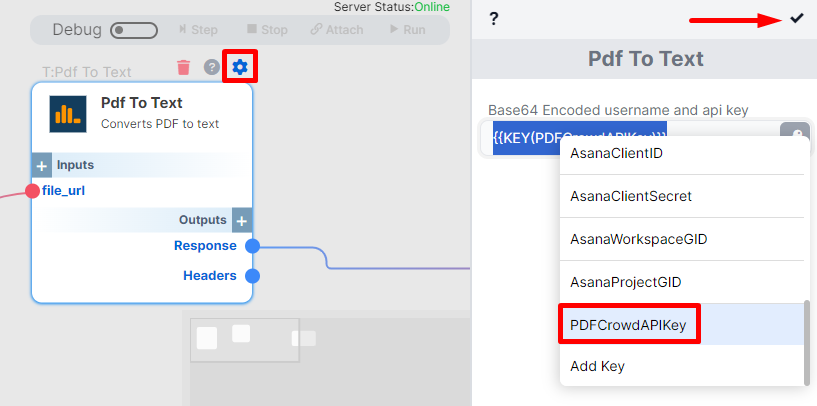 Server Status:Online
Debug
Step
Stop
Attach
Run
T:Pdf To Text
?
Pdf To Text
Converts PDF to text
+
Inputs
file_url
Outputs
+
Response
Headers
?
Pdf To Text
Base64 Encoded username and api key
{{KEY(PDFCrowdAPIKey)}}
AsanaClientID
AsanaClientSecret
AsanaWorkspaceGID
AsanaProjectGID
PDFCrowdAPIKey
Add Key